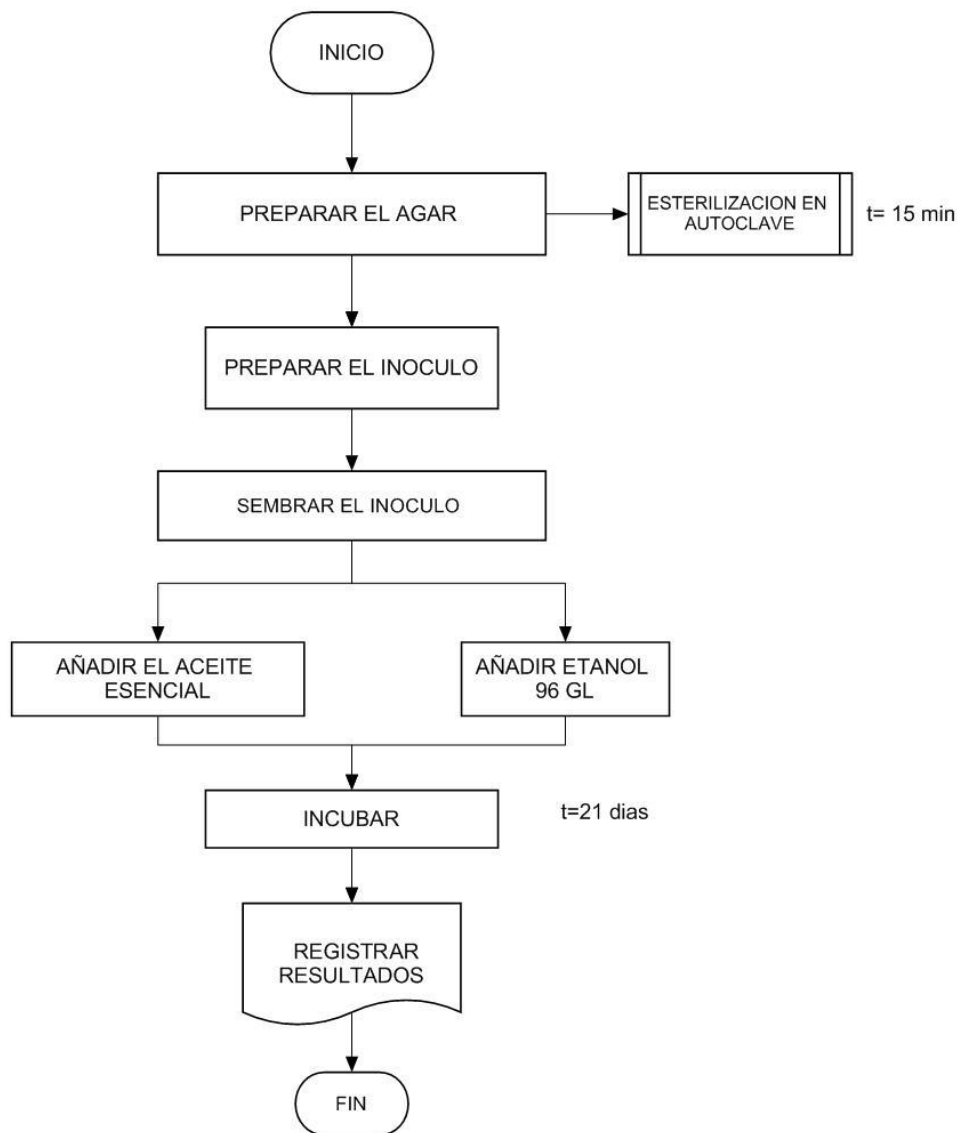 INICIO
PREPARAR EL AGAR
ESTERILIZACION EN
AUTOCLAVE
t= 15 min
PREPARAR EL INOCULO
SEMBRAR EL INOCULO
AÑADIR EL ACEITE
ESENCIAL
AÑADIR ETANOL
96 GL
INCUBAR
t=21 dias
REGISTRAR
RESULTADOS
FIN